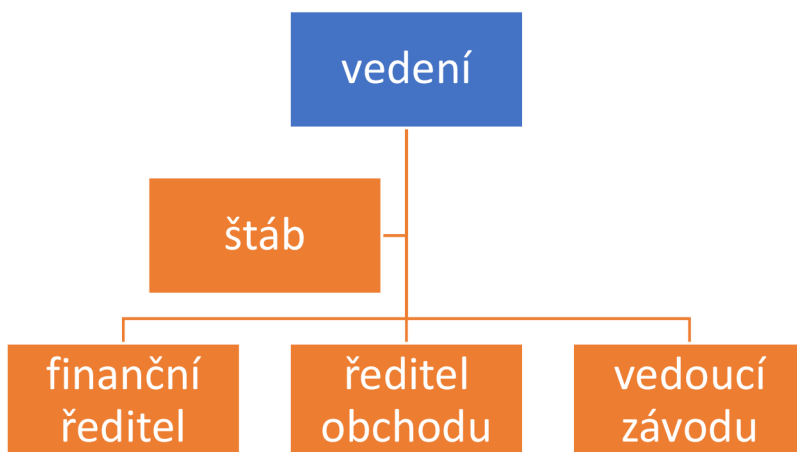 vedení
štáb
finanční
ředitel
ředitel
obchodu
vedoucí
závodu